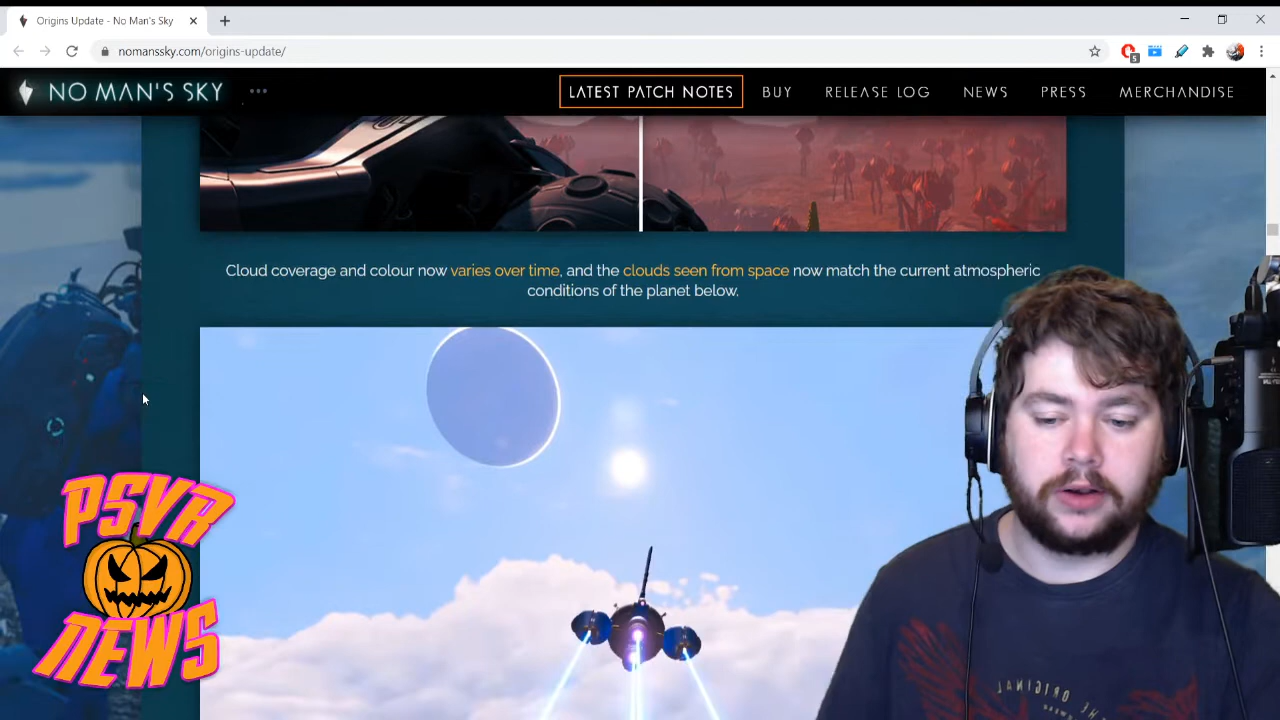 Origins Update - No Man's Sky
nomanssky.com/origins-update/
5
NO MAN'S SKY
LATEST PATCH NOTES
BUY
RELEASE LOG
NEWS
PRESS
MERCHANDISE
Cloud coverage and colour now varies over time, and the clouds seen from space now match the current atmospheric
conditions of the planet below.
PSVR
NEWS
ORIGINAL